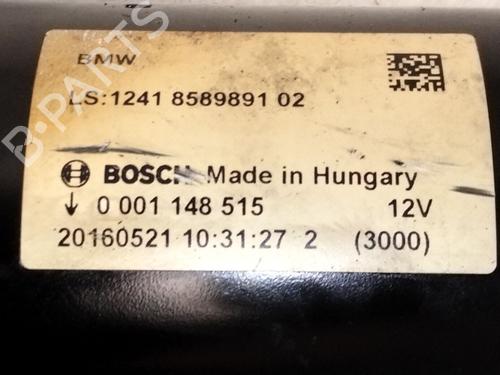 BMW
LS:1241 8589891 02
BOSCH Made in Hungary
0 001 148 515 12V
20160521 10:31:27 2 (3000)
B-PARTS